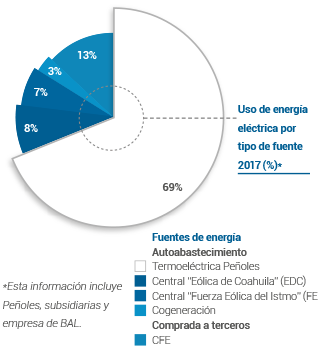 13%
3%
7%
8%
69%
Uso de energía
eléctrica por
tipo de fuente
2017 (%)*
Fuentes de energía
Autoabastecimiento
Termoeléctrica Peñoles
Central "Eólica de Coahuila" (EDC)
Central "Fuerza Eólica del Istmo" (FE
Cogeneración
Comprada a terceros
CFE
*Esta información incluye
Peñoles, subsidiarias y
empresa de BAL.